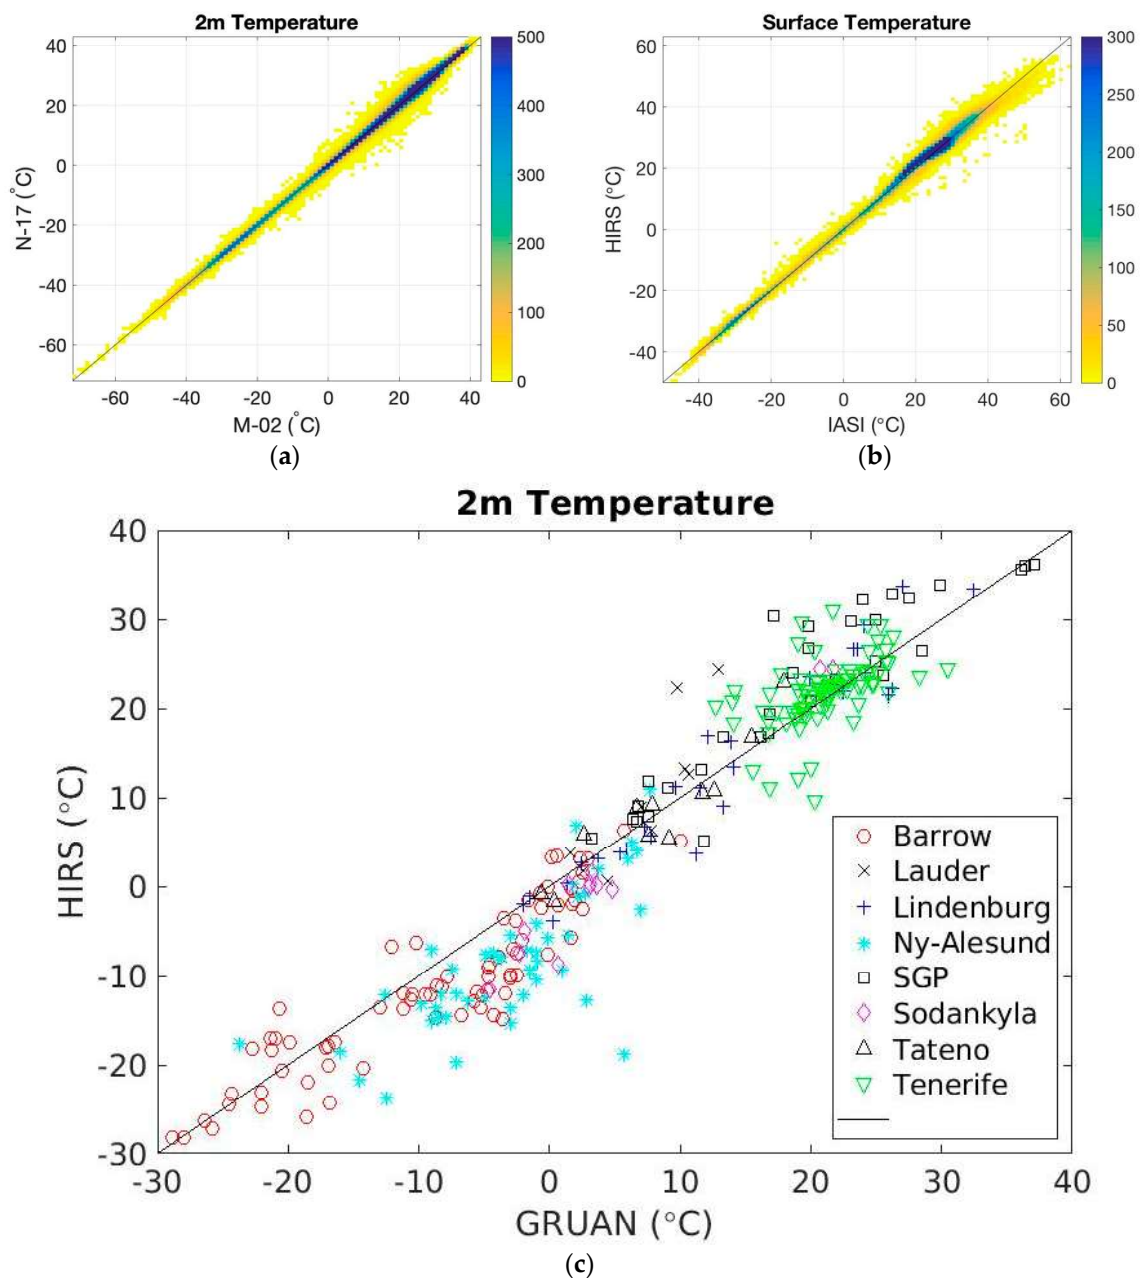 2m Temperature
40
20
0
-20
-40
-60
N-17 (°C)
-60
-40
-20
0
20
40
M-02 (°C)
500
400
300
200
100
0
(a)
Surface Temperature
60
40
20
0
-20
-40
HIRS (°C)
-40
-20
0
20
40
60
IASI (°C)
300
250
200
150
100
50
0
(b)
2m Temperature
40
30
20
10
0
-10
-20
-30
HIRS (°C)
-30
-20
-10
0
10
20
30
40
GRUAN (°C)
Barrow
Lauder
Lindenburg
Ny-Alesund
SGP
Sodankyla
Tateno
Tenerife
(c)